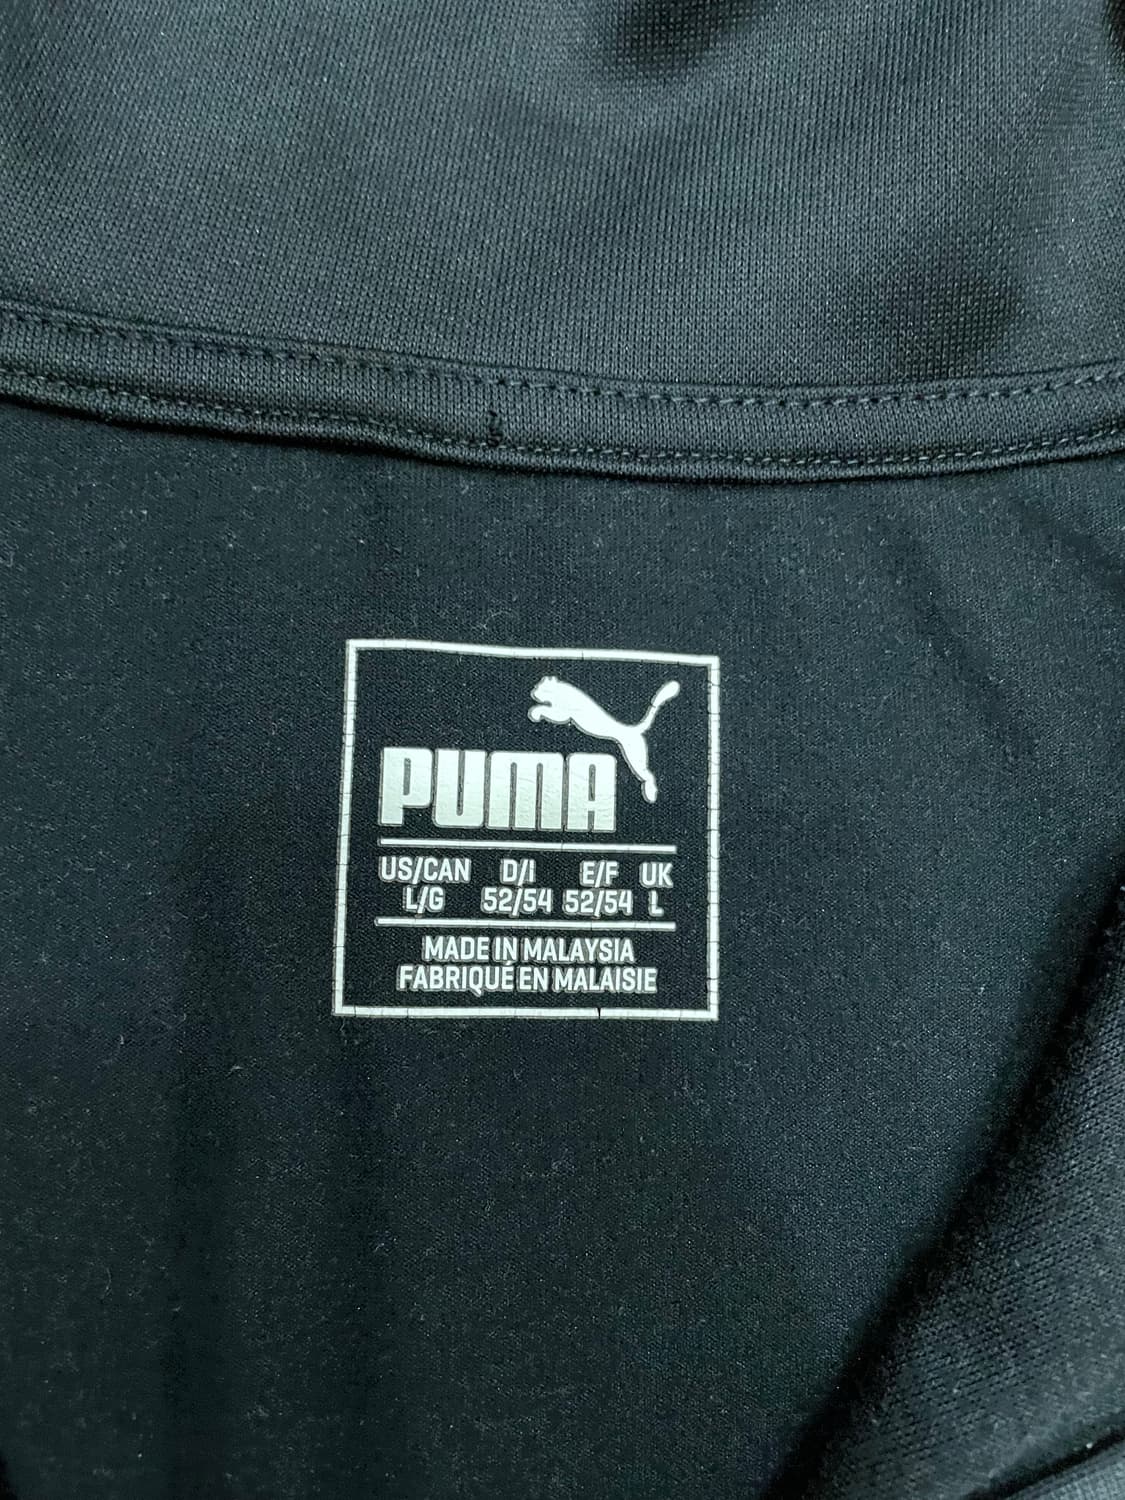 PUMA
US/CAN D/I E/F UK
L/G 52/54 52/54 L
MADE IN MALAYSIA
FABRIQUÉ EN MALAISIE